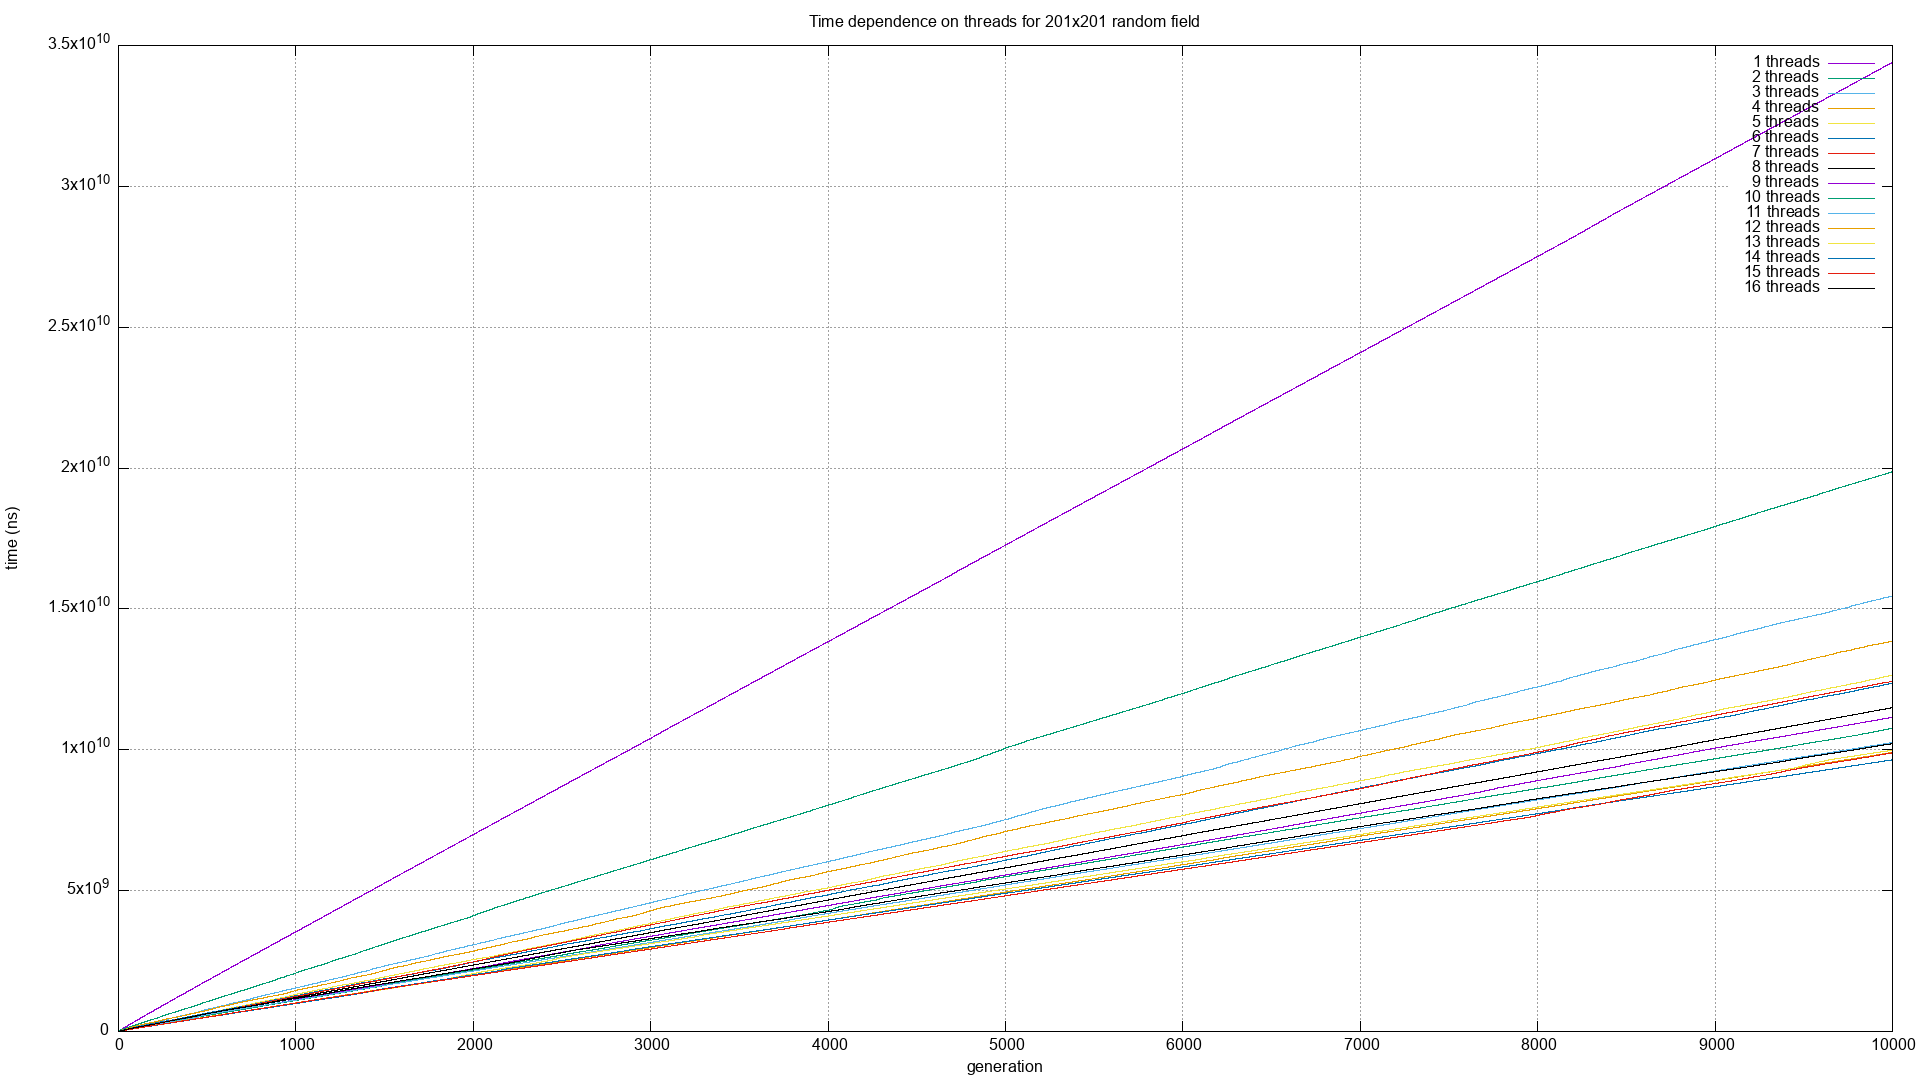 Time dependence on threads for 201x201 random field
3.5x10^10
3x10^10
2.5x10^10
2x10^10
1.5x10^10
1x10^10
5x10^9
0
time (ns)
1 threads
2 threads
3 threads
4 threads
5 threads
6 threads
7 threads
8 threads
9 threads
10 threads
11 threads
12 threads
13 threads
14 threads
15 threads
16 threads
0 1000 2000 3000 4000 5000 6000 7000 8000 9000 10000
generation